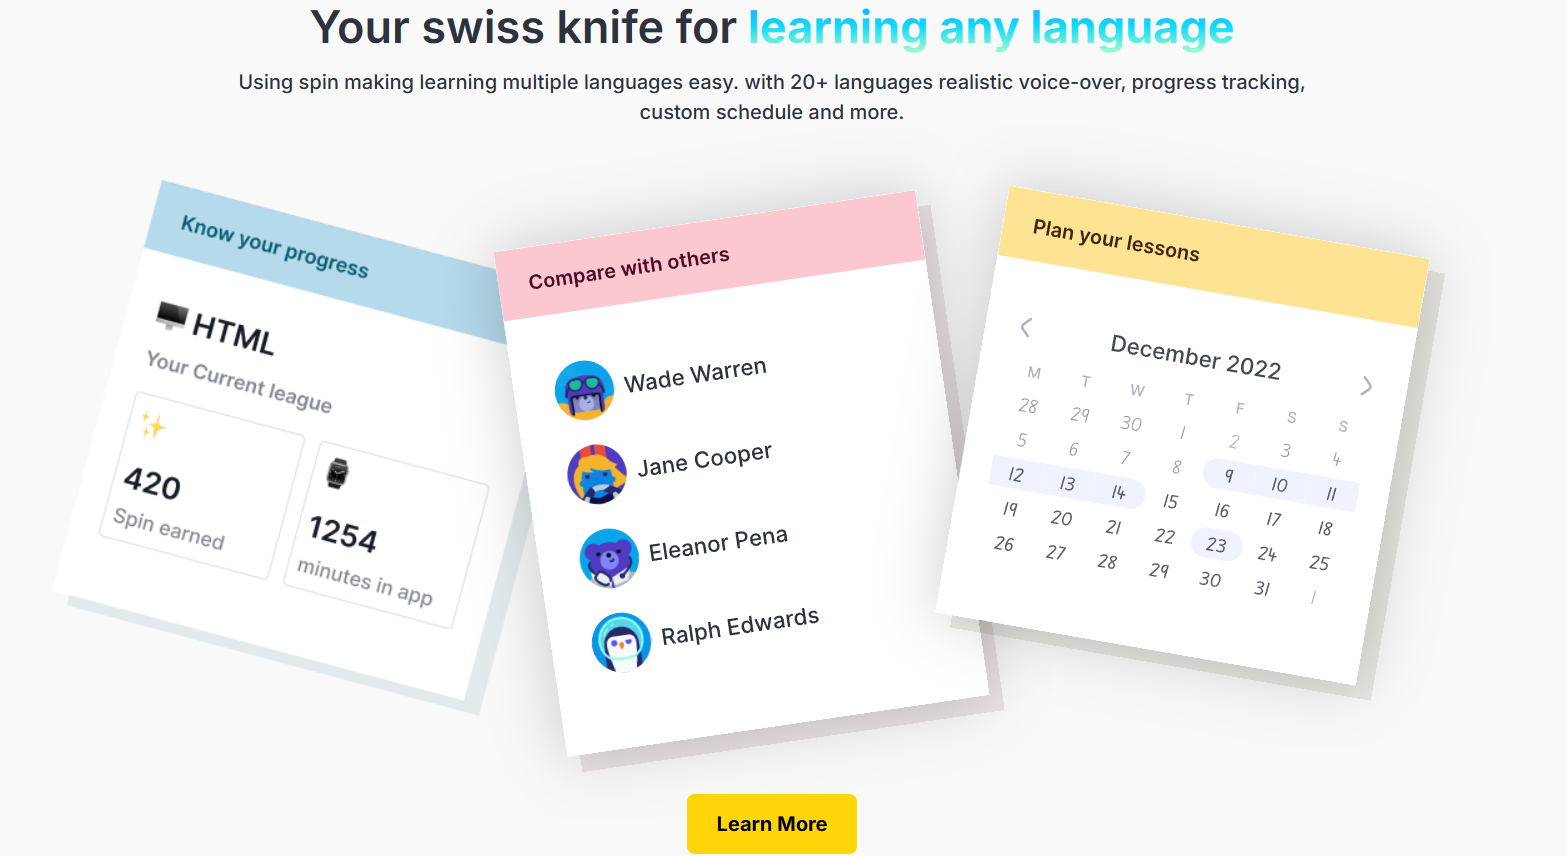 Your swiss knife for learning any language
Using spin making learning multiple languages easy. with 20+ languages realistic voice-over, progress tracking,
custom schedule and more.
Know your progress
HTML
Your Current league
420
Spin earned
1254
minutes in app
Compare with others
Wade Warren
Jane Cooper
Eleanor Pena
Ralph Edwards
Plan your lessons
December 2022
M T W T F S S
28 29 30 1 2 3 4
5 6 7 8 9 10 11
12 13 14 15 16 17 18
19 20 21 22 23 24 25
26 27 28 29 30 31 1
Learn More